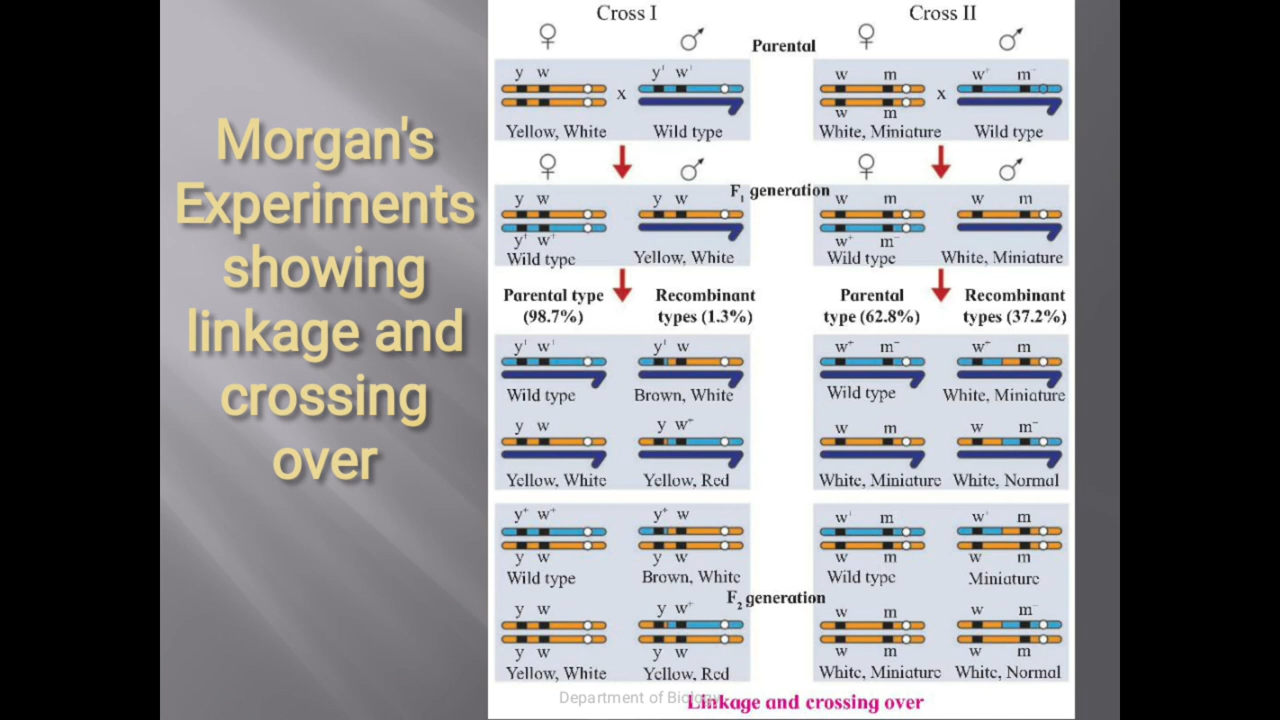 Morgan's
Experiments
showing
linkage and
crossing
over
Cross I
Cross II
Parental
y w
y⁺ w⁺
x
Yellow, White
Wild type
w m
w⁺ m⁺
x
w m
White, Miniature
Wild type
F₁ generation
y w
y w
y⁺ w⁺
Wild type
Yellow, White
w m
w m
w⁺ m⁺
Wild type
White, Miniature
Parental type
(98.7%)
Recombinant
types (1.3%)
Parental
type (62.8%)
Recombinant
types (37.2%)
y⁺ w⁺
y⁺ w
Wild type
Brown, White
y w
y w⁺
Yellow, White
Yellow, Red
w⁺ m⁺
w⁺ m
Wild type
White, Miniature
w m
w m⁺
White, Miniature
White, Normal
y⁺ w⁺
y⁺ w
y w
y w
Wild type
Brown, White
w⁺ m
w⁺ m
w m
w m
Wild type
Miniature
F₂ generation
y w
y w⁺
y w
y w
Yellow, White
Yellow, Red
w m
w m⁺
w m
w m
White, Miniature
White, Normal
Department of Biology
Linkage and crossing over